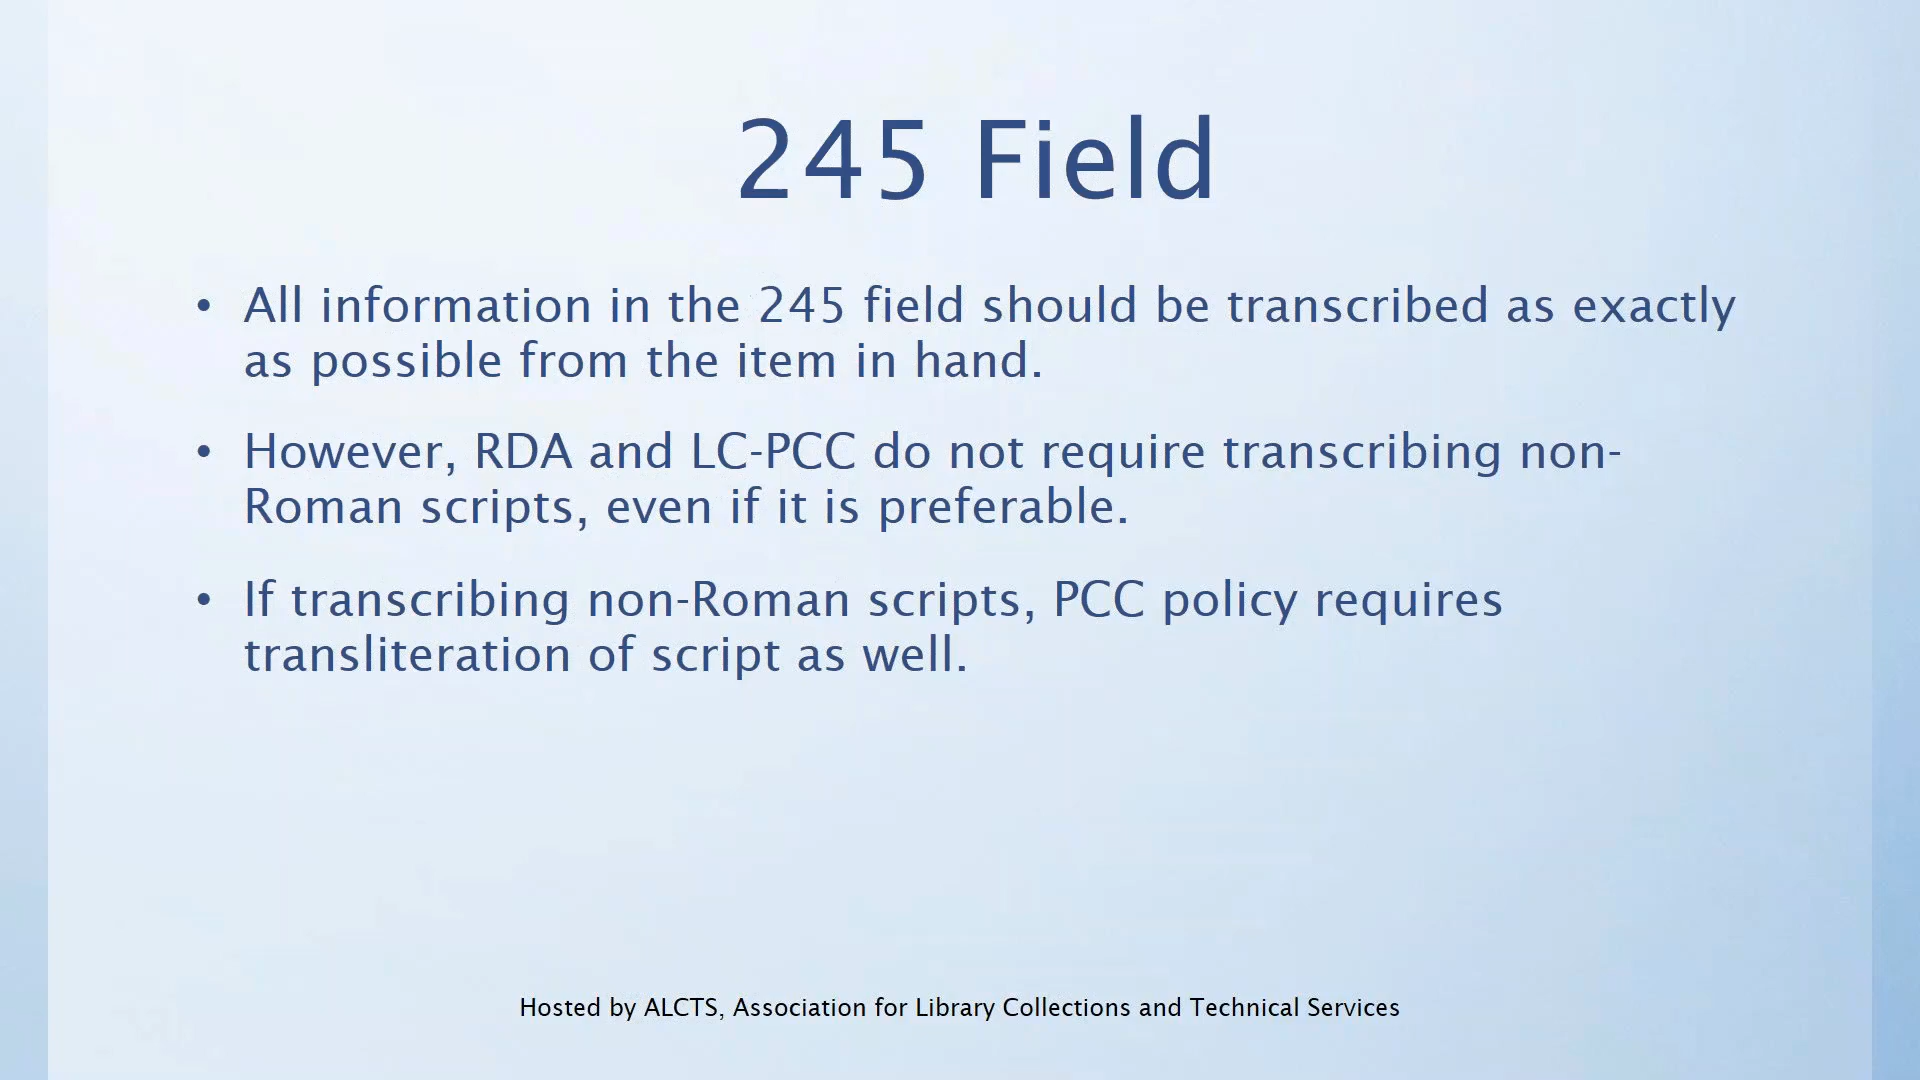 245 Field
• All information in the 245 field should be transcribed as exactly
as possible from the item in hand.
• However, RDA and LC-PCC do not require transcribing non-
Roman scripts, even if it is preferable.
• If transcribing non-Roman scripts, PCC policy requires
transliteration of script as well.
Hosted by ALCTS, Association for Library Collections and Technical Services